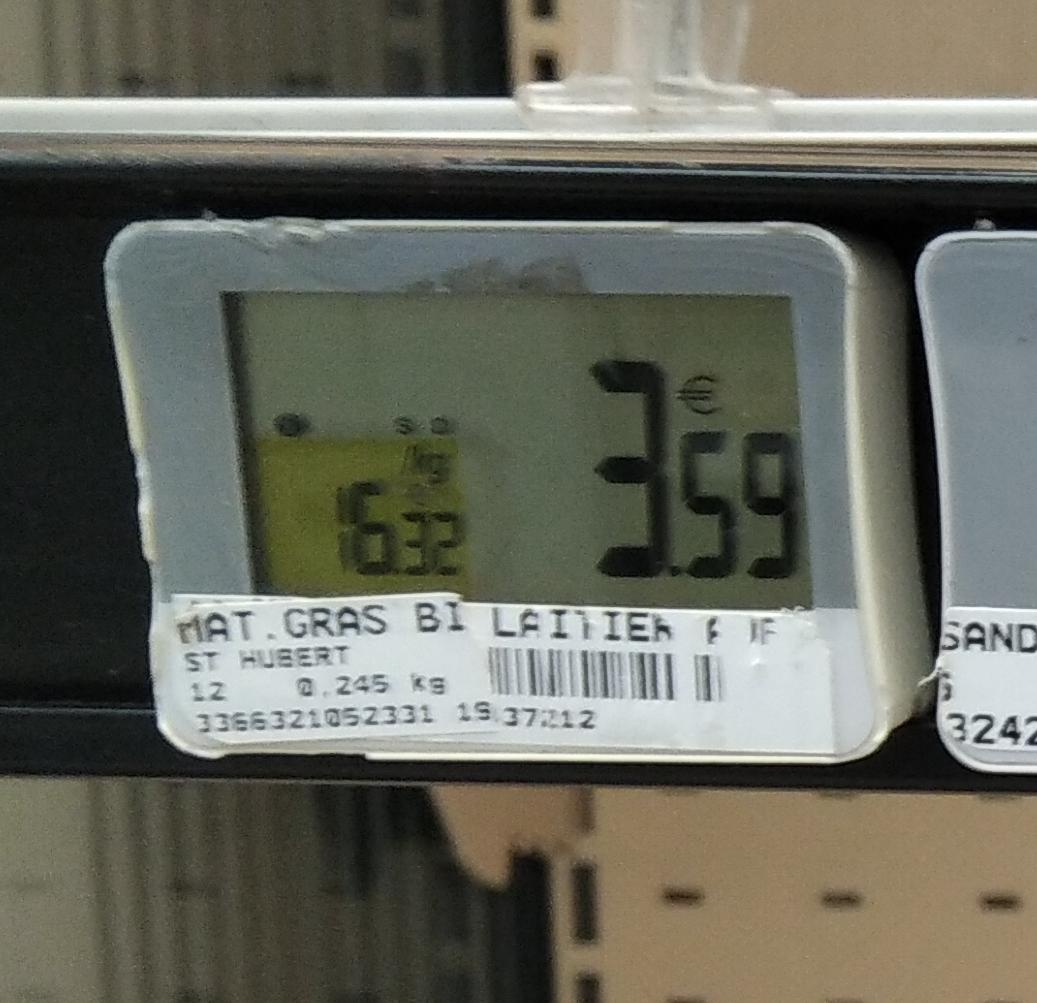 3 €
.59
/kg
16.32
MAT.GRAS BI LAITIER
ST HUBERT
12 0.245 kg
3366321052331 19 37212
SAND
6
3242